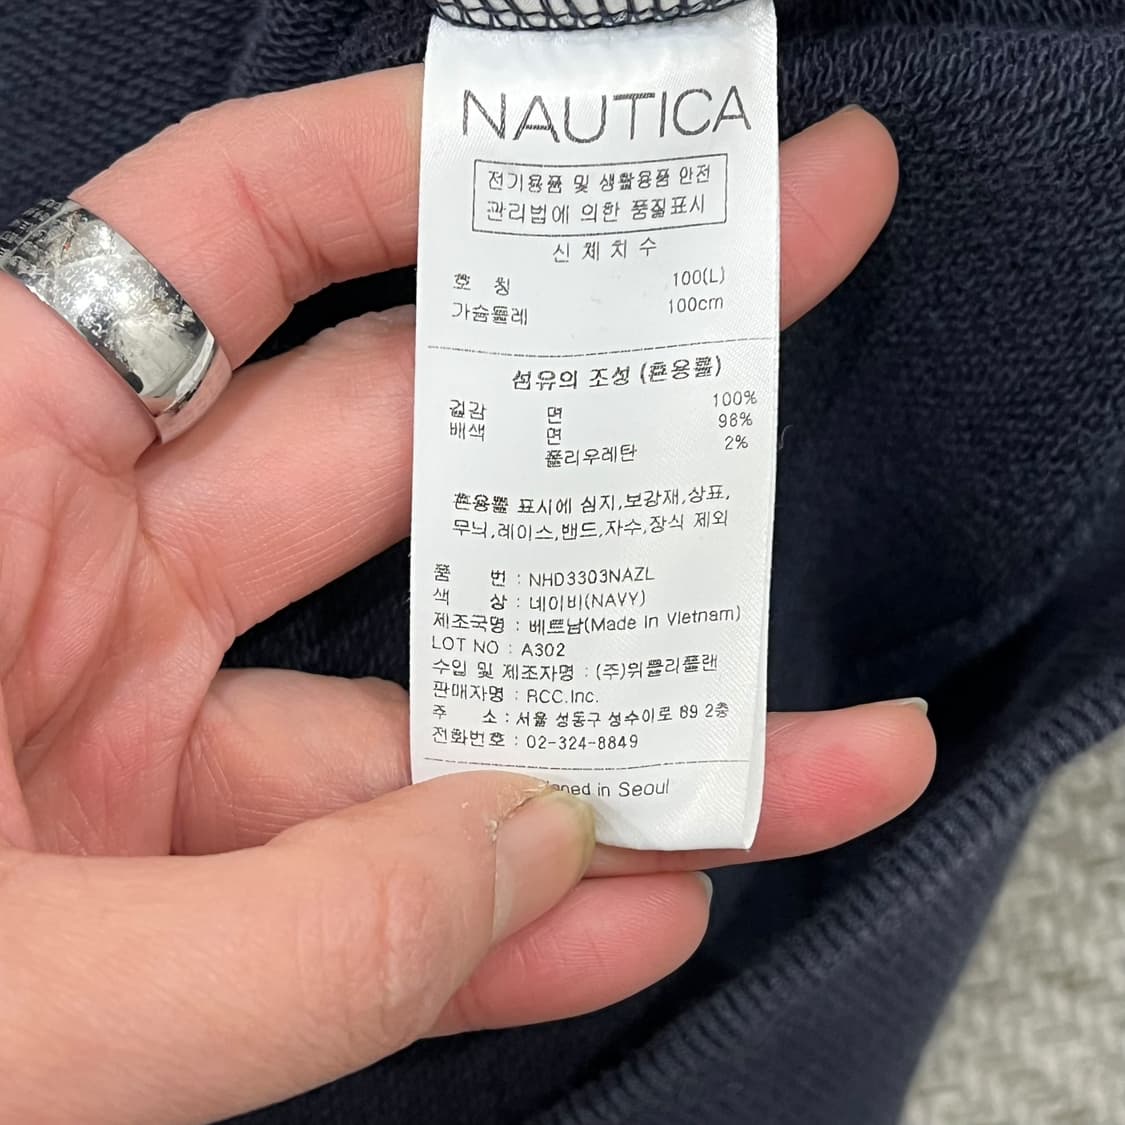 NAUTICA
전기용품 및 생활용품 안전
관리법에 의한 품질표시
신체치수
호 칭 100(L)
가슴둘레 100cm
섬유의 조성 (혼용률)
겉감 면 100%
배색 면 98%
폴리우레탄 2%
혼용률 표시에 심지,보강재,상표,
무늬,레이스,밴드,자수,장식 제외
품 번 : NHD3303NAZL
색 상 : 네이비(NAVY)
제조국명 : 베트남(Made In Vietnam)
LOT NO : A302
수입 및 제조자명 : (주)위클리플랜
판매자명 : RCC.Inc.
주 소 : 서울 성동구 성수이로 89 2층
전화번호 : 02-324-8849
in Seoul